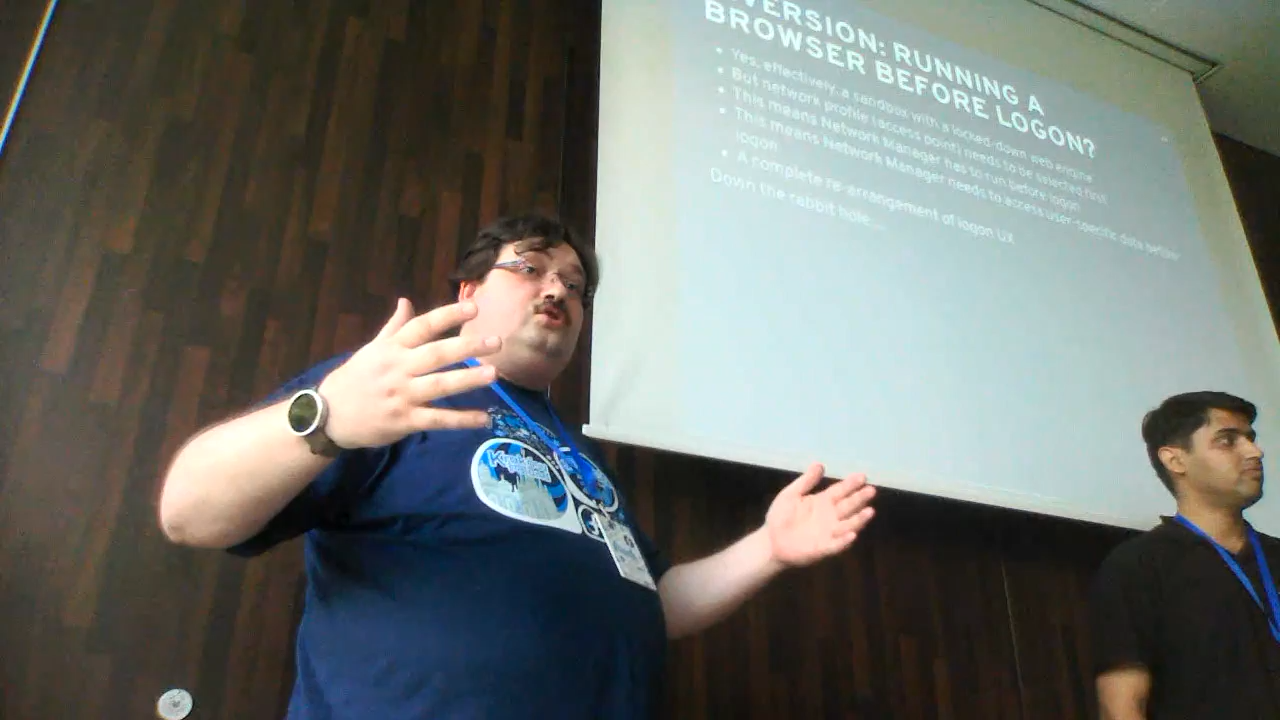 VERSION: RUNNING A
BROWSER BEFORE LOGON?
• Yes, effectively, a sandbox with a locked-down web engine
• But network profile (access point) needs to be selected first
• This means Network Manager has to run before logon
• This means Network Manager needs to access user-specific data before
logon
• A complete re-arrangement of logon UX
Down the rabbit hole...